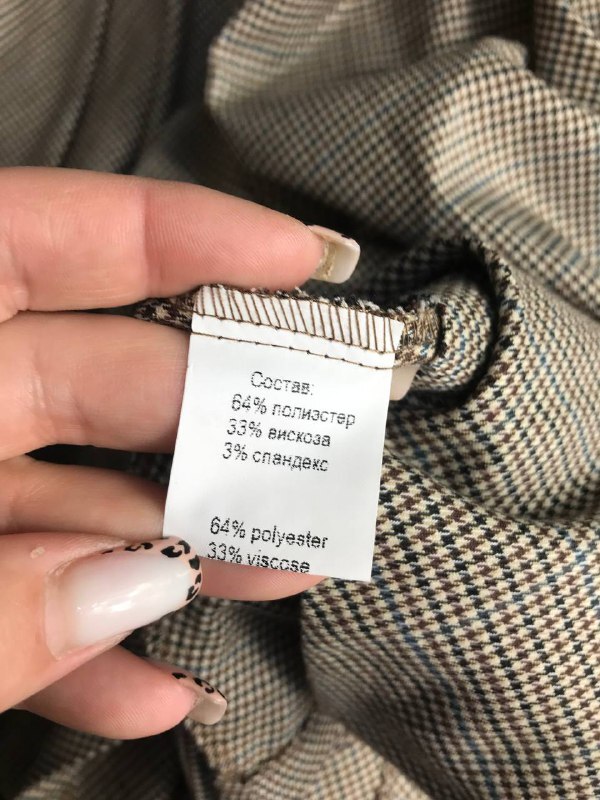 Состав:
64% полиэстер
33% вискоза
3% спандекс
64% polyester
33% viscose